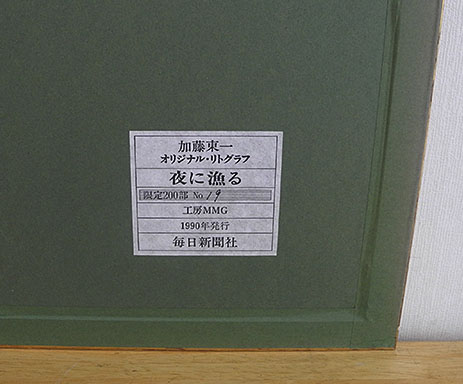 加藤東一
オリジナル・リトグラフ
夜に漁る
限定200部 No 19
工房MMG
1990年発行
毎日新聞社